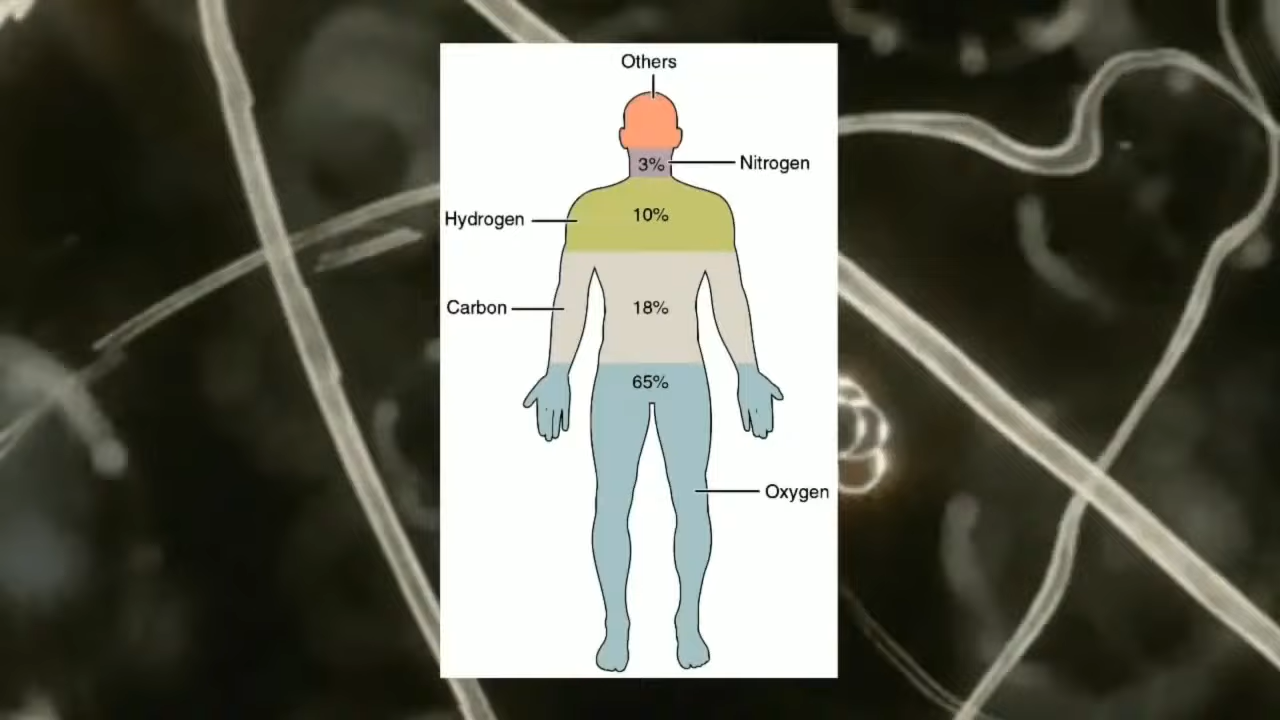 Others
3%
Nitrogen
Hydrogen
10%
Carbon
18%
65%
Oxygen